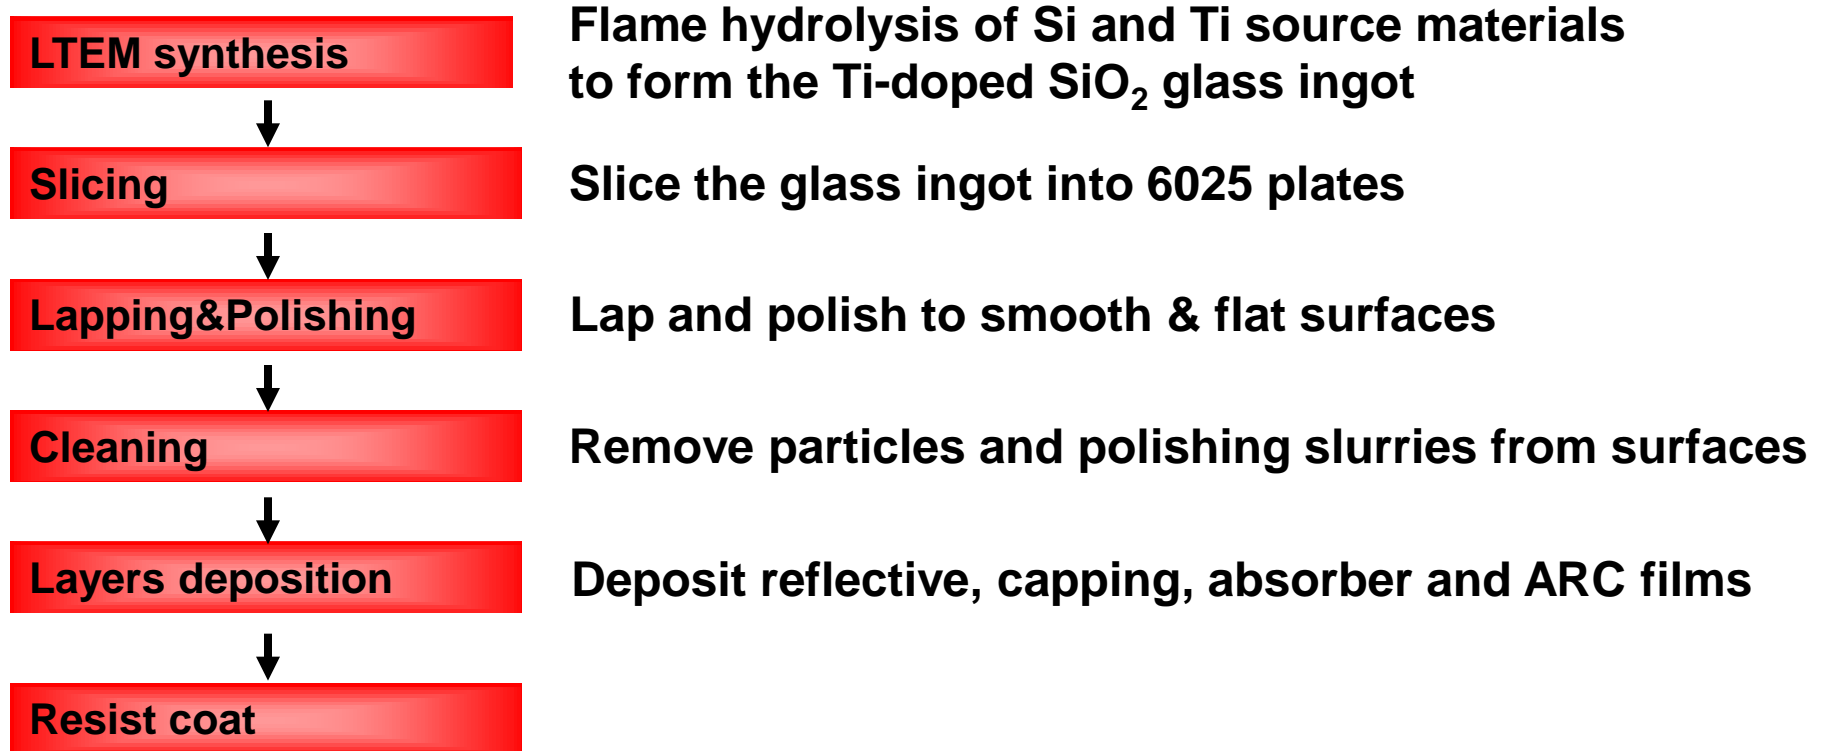 LTEM synthesis
Flame hydrolysis of Si and Ti source materials
to form the Ti-doped SiO₂ glass ingot
Slicing
Slice the glass ingot into 6025 plates
Lapping&Polishing
Lap and polish to smooth & flat surfaces
Cleaning
Remove particles and polishing slurries from surfaces
Layers deposition
Deposit reflective, capping, absorber and ARC films
Resist coat